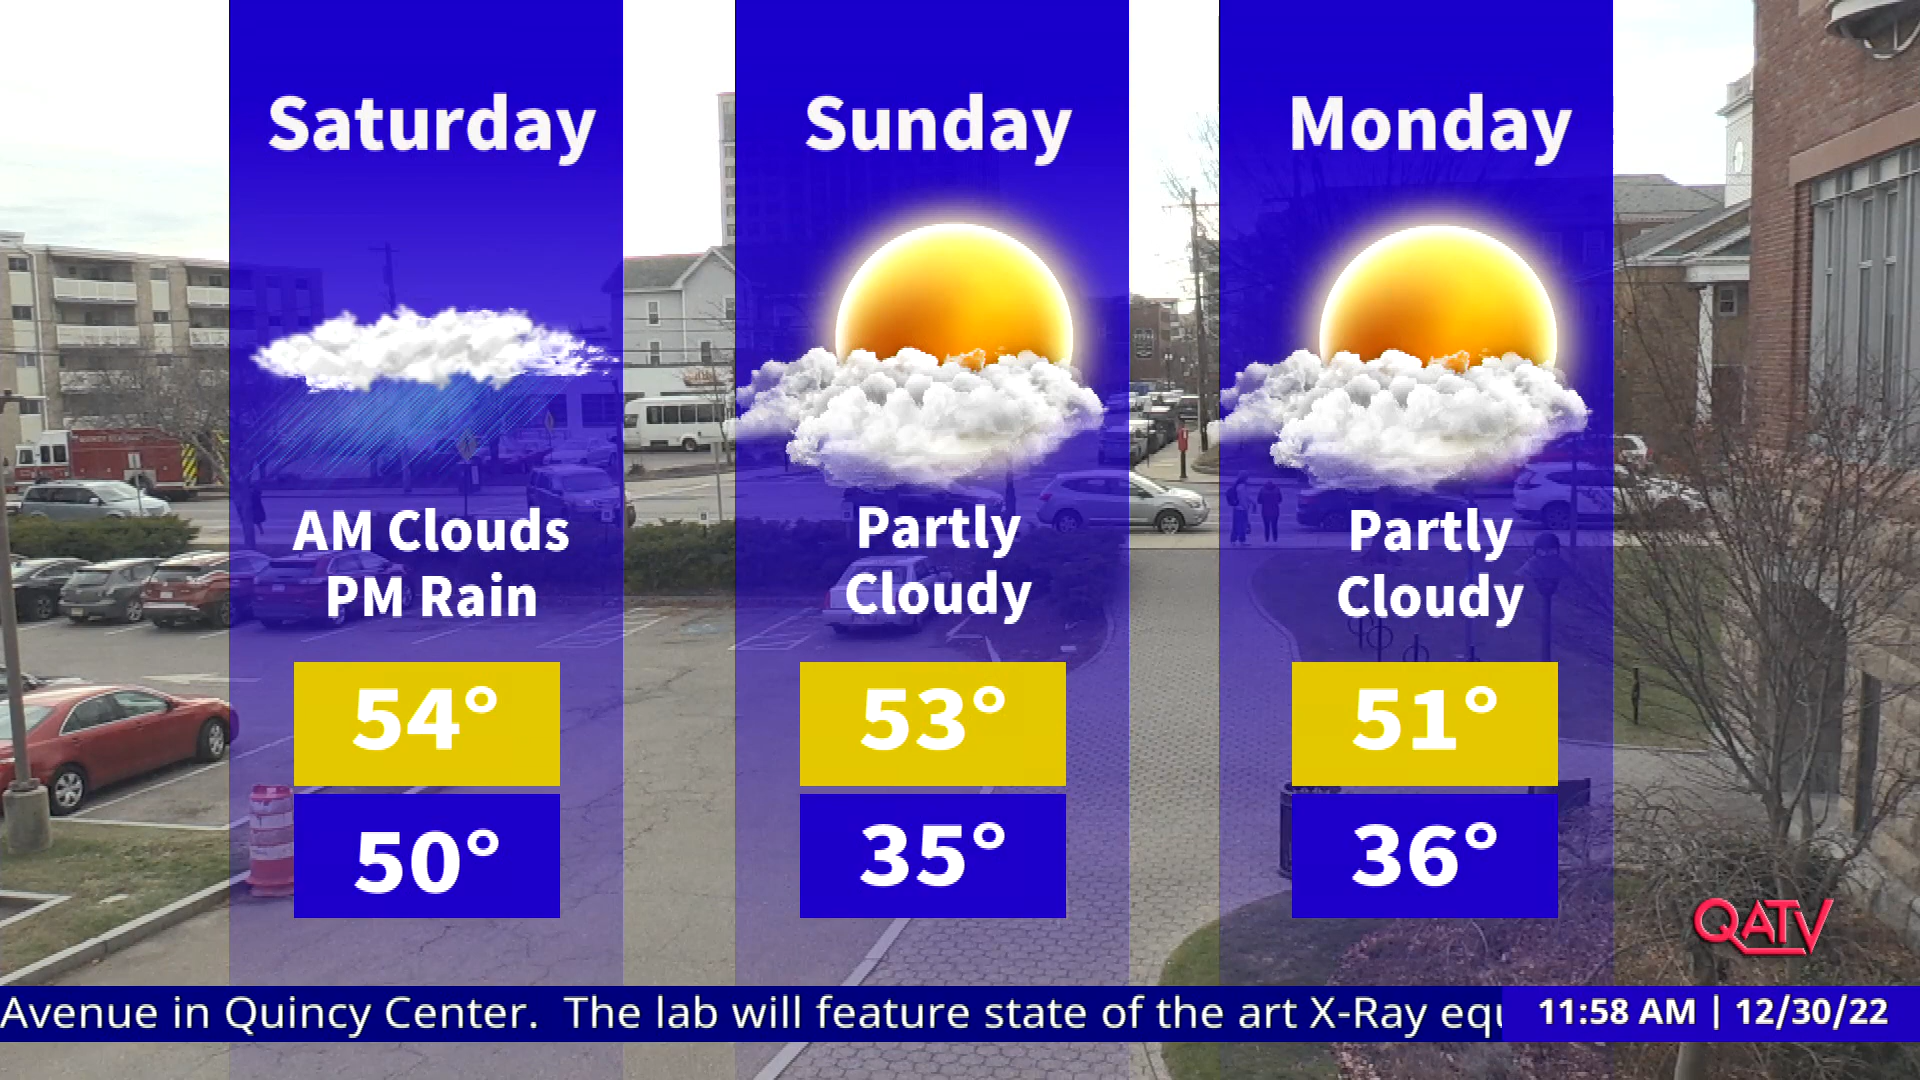 Saturday
AM Clouds
PM Rain
54°
50°
Sunday
Partly
Cloudy
53°
35°
Monday
Partly
Cloudy
51°
36°
QATV
Avenue in Quincy Center. The lab will feature state of the art X-Ray equ
11:58 AM | 12/30/22